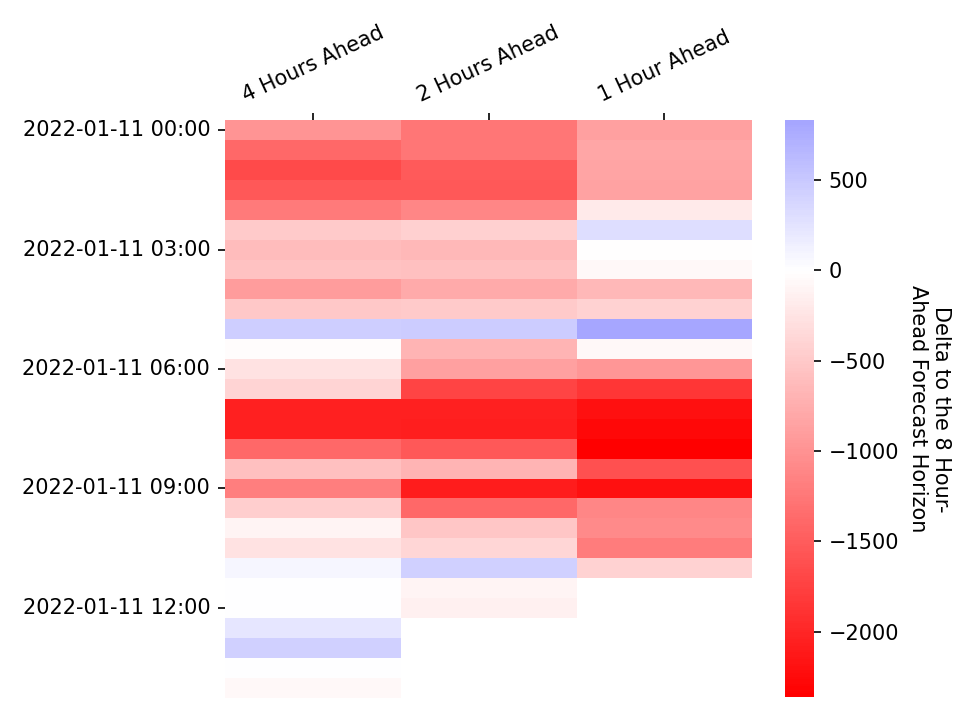 4 Hours Ahead
2 Hours Ahead
1 Hour Ahead
2022-01-11 00:00
2022-01-11 03:00
2022-01-11 06:00
2022-01-11 09:00
2022-01-11 12:00
500
0
−500
−1000
−1500
−2000
Delta to the 8 Hour-
Ahead Forecast Horizon